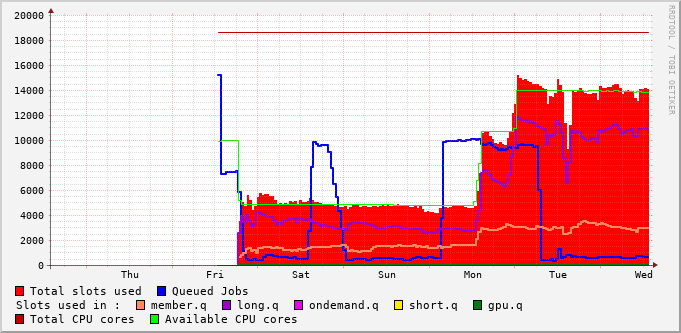 20000
18000
16000
14000
12000
10000
8000
6000
4000
2000
0
Thu Fri Sat Sun Mon Tue Wed
Total slots used Queued Jobs
Slots used in : member.q long.q ondemand.q short.q gpu.q
Total CPU cores Available CPU cores
RRDTOOL / TOBI OETIKER